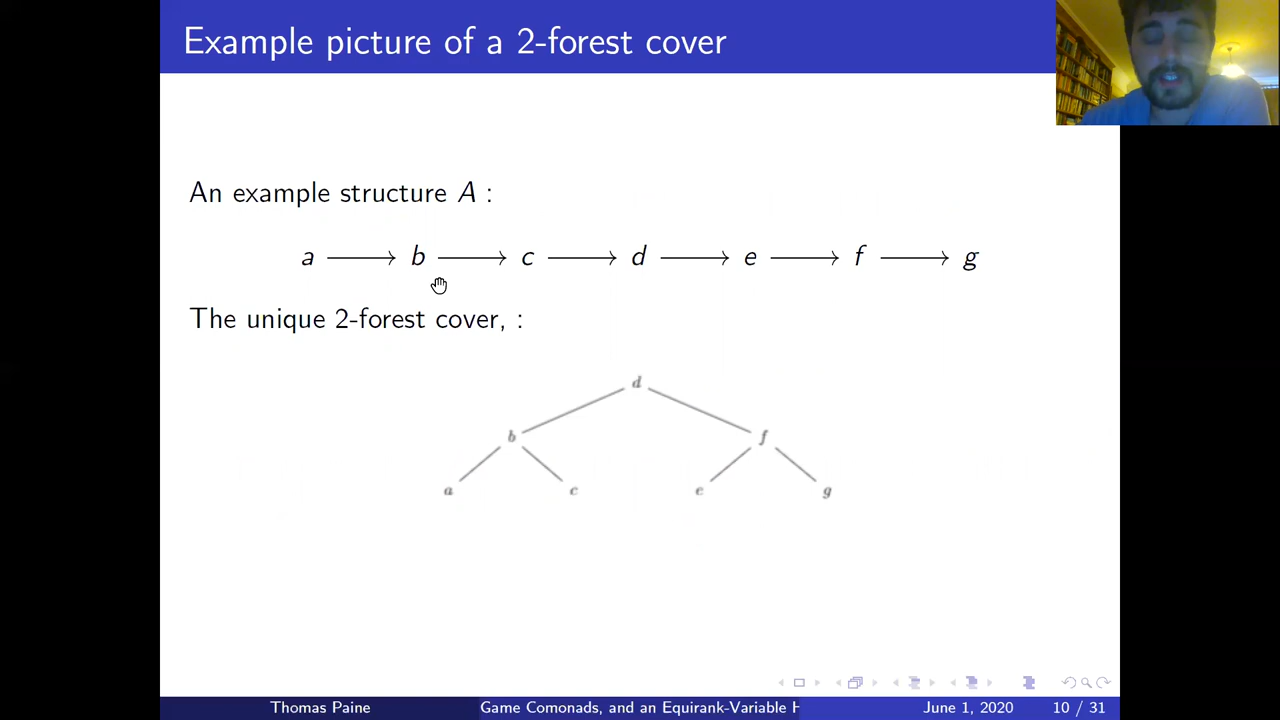 Example picture of a 2-forest cover
An example structure A :
a → b → c → d → e → f → g
The unique 2-forest cover, :
d
b f
a c e g
Thomas Paine Game Comonads, and an Equirank-Variable H June 1, 2020 10 / 31